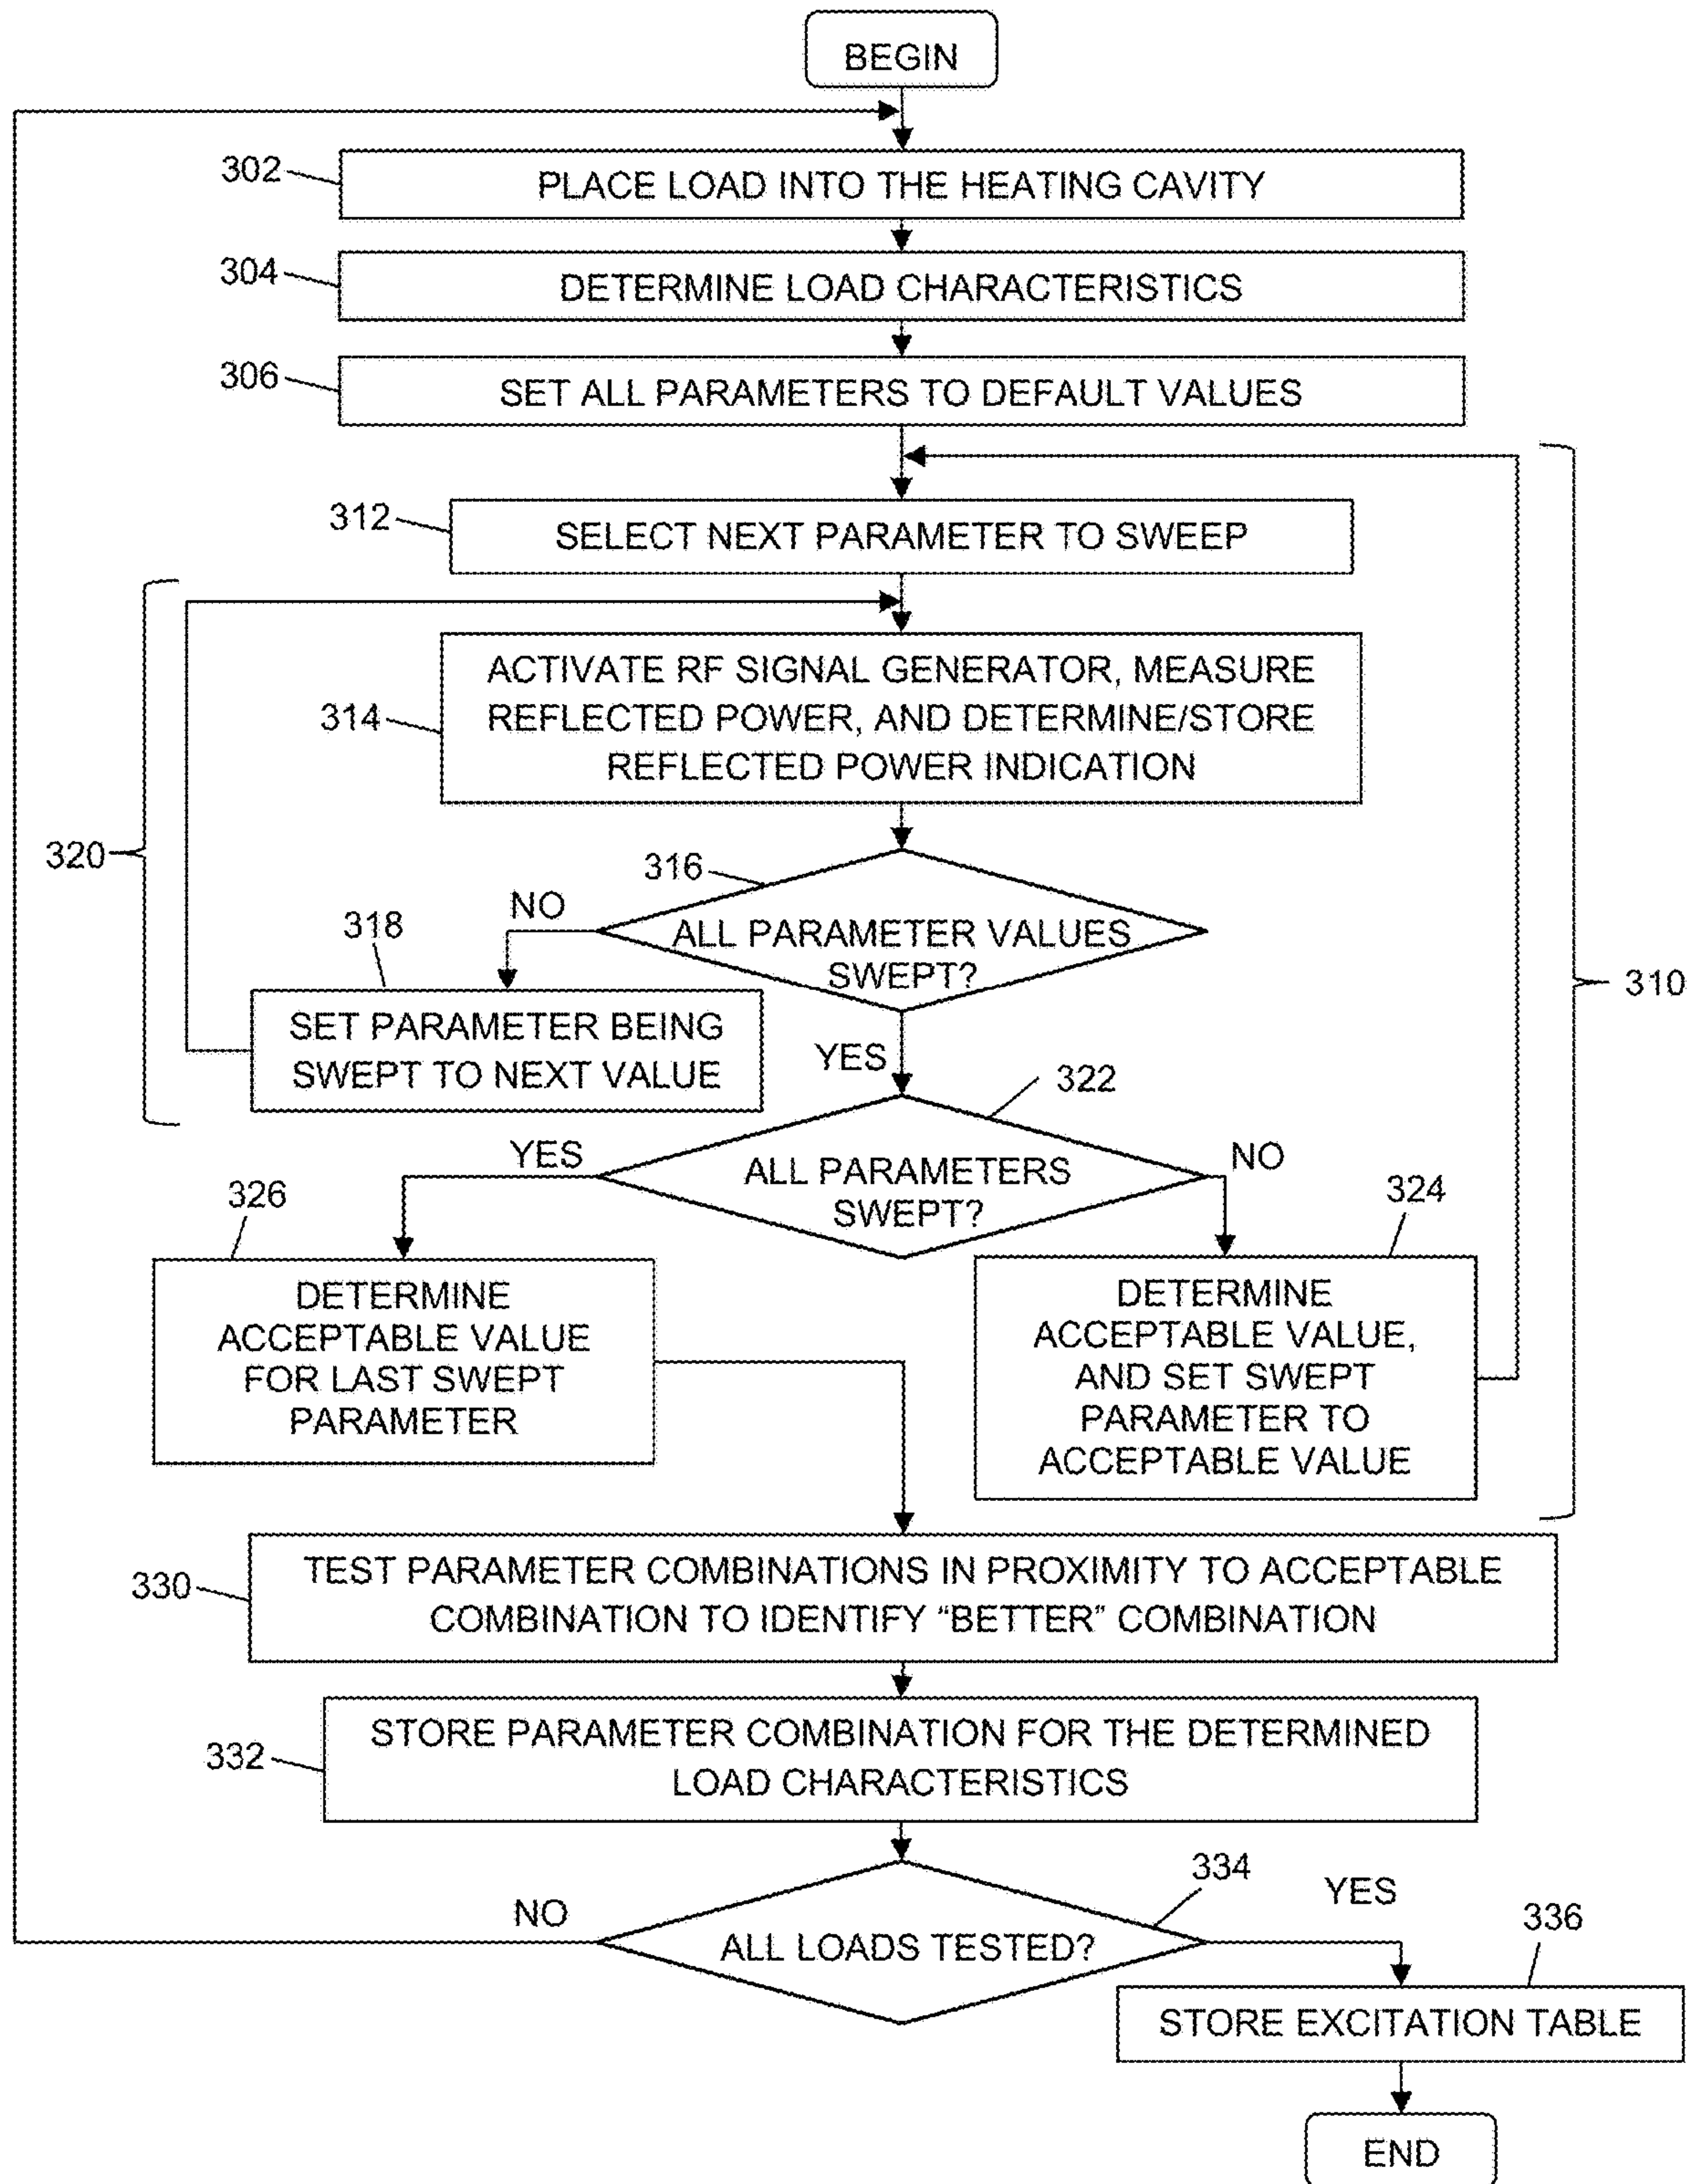 BEGIN
302
PLACE LOAD INTO THE HEATING CAVITY
304
DETERMINE LOAD CHARACTERISTICS
306
SET ALL PARAMETERS TO DEFAULT VALUES
312
SELECT NEXT PARAMETER TO SWEEP
314
ACTIVATE RF SIGNAL GENERATOR, MEASURE
REFLECTED POWER, AND DETERMINE/STORE
REFLECTED POWER INDICATION
320
316
NO
318
ALL PARAMETER VALUES
SWEPT?
310
SET PARAMETER BEING
SWEPT TO NEXT VALUE
YES
322
YES
ALL PARAMETERS
SWEPT?
NO
326
324
DETERMINE
ACCEPTABLE VALUE
FOR LAST SWEPT
PARAMETER
DETERMINE
ACCEPTABLE VALUE,
AND SET SWEPT
PARAMETER TO
ACCEPTABLE VALUE
330
TEST PARAMETER COMBINATIONS IN PROXIMITY TO ACCEPTABLE
COMBINATION TO IDENTIFY “BETTER” COMBINATION
332
STORE PARAMETER COMBINATION FOR THE DETERMINED
LOAD CHARACTERISTICS
334
NO
YES
ALL LOADS TESTED?
336
STORE EXCITATION TABLE
END